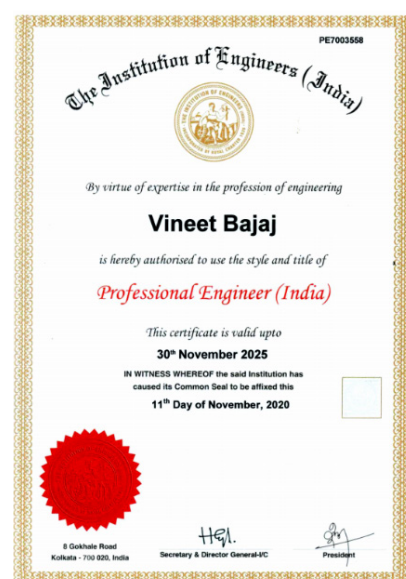 PE7003558
The Institution of Engineers (India)
By virtue of expertise in the profession of engineering
Vineet Bajaj
is hereby authorised to use the style and title of
Professional Engineer (India)
This certificate is valid upto
30th November 2025
IN WITNESS WHEREOF the said Institution has
caused its Common Seal to be affixed this
11th Day of November, 2020
8 Gokhale Road
Kolkata - 700 020, India
Secretary & Director General-I/C
President